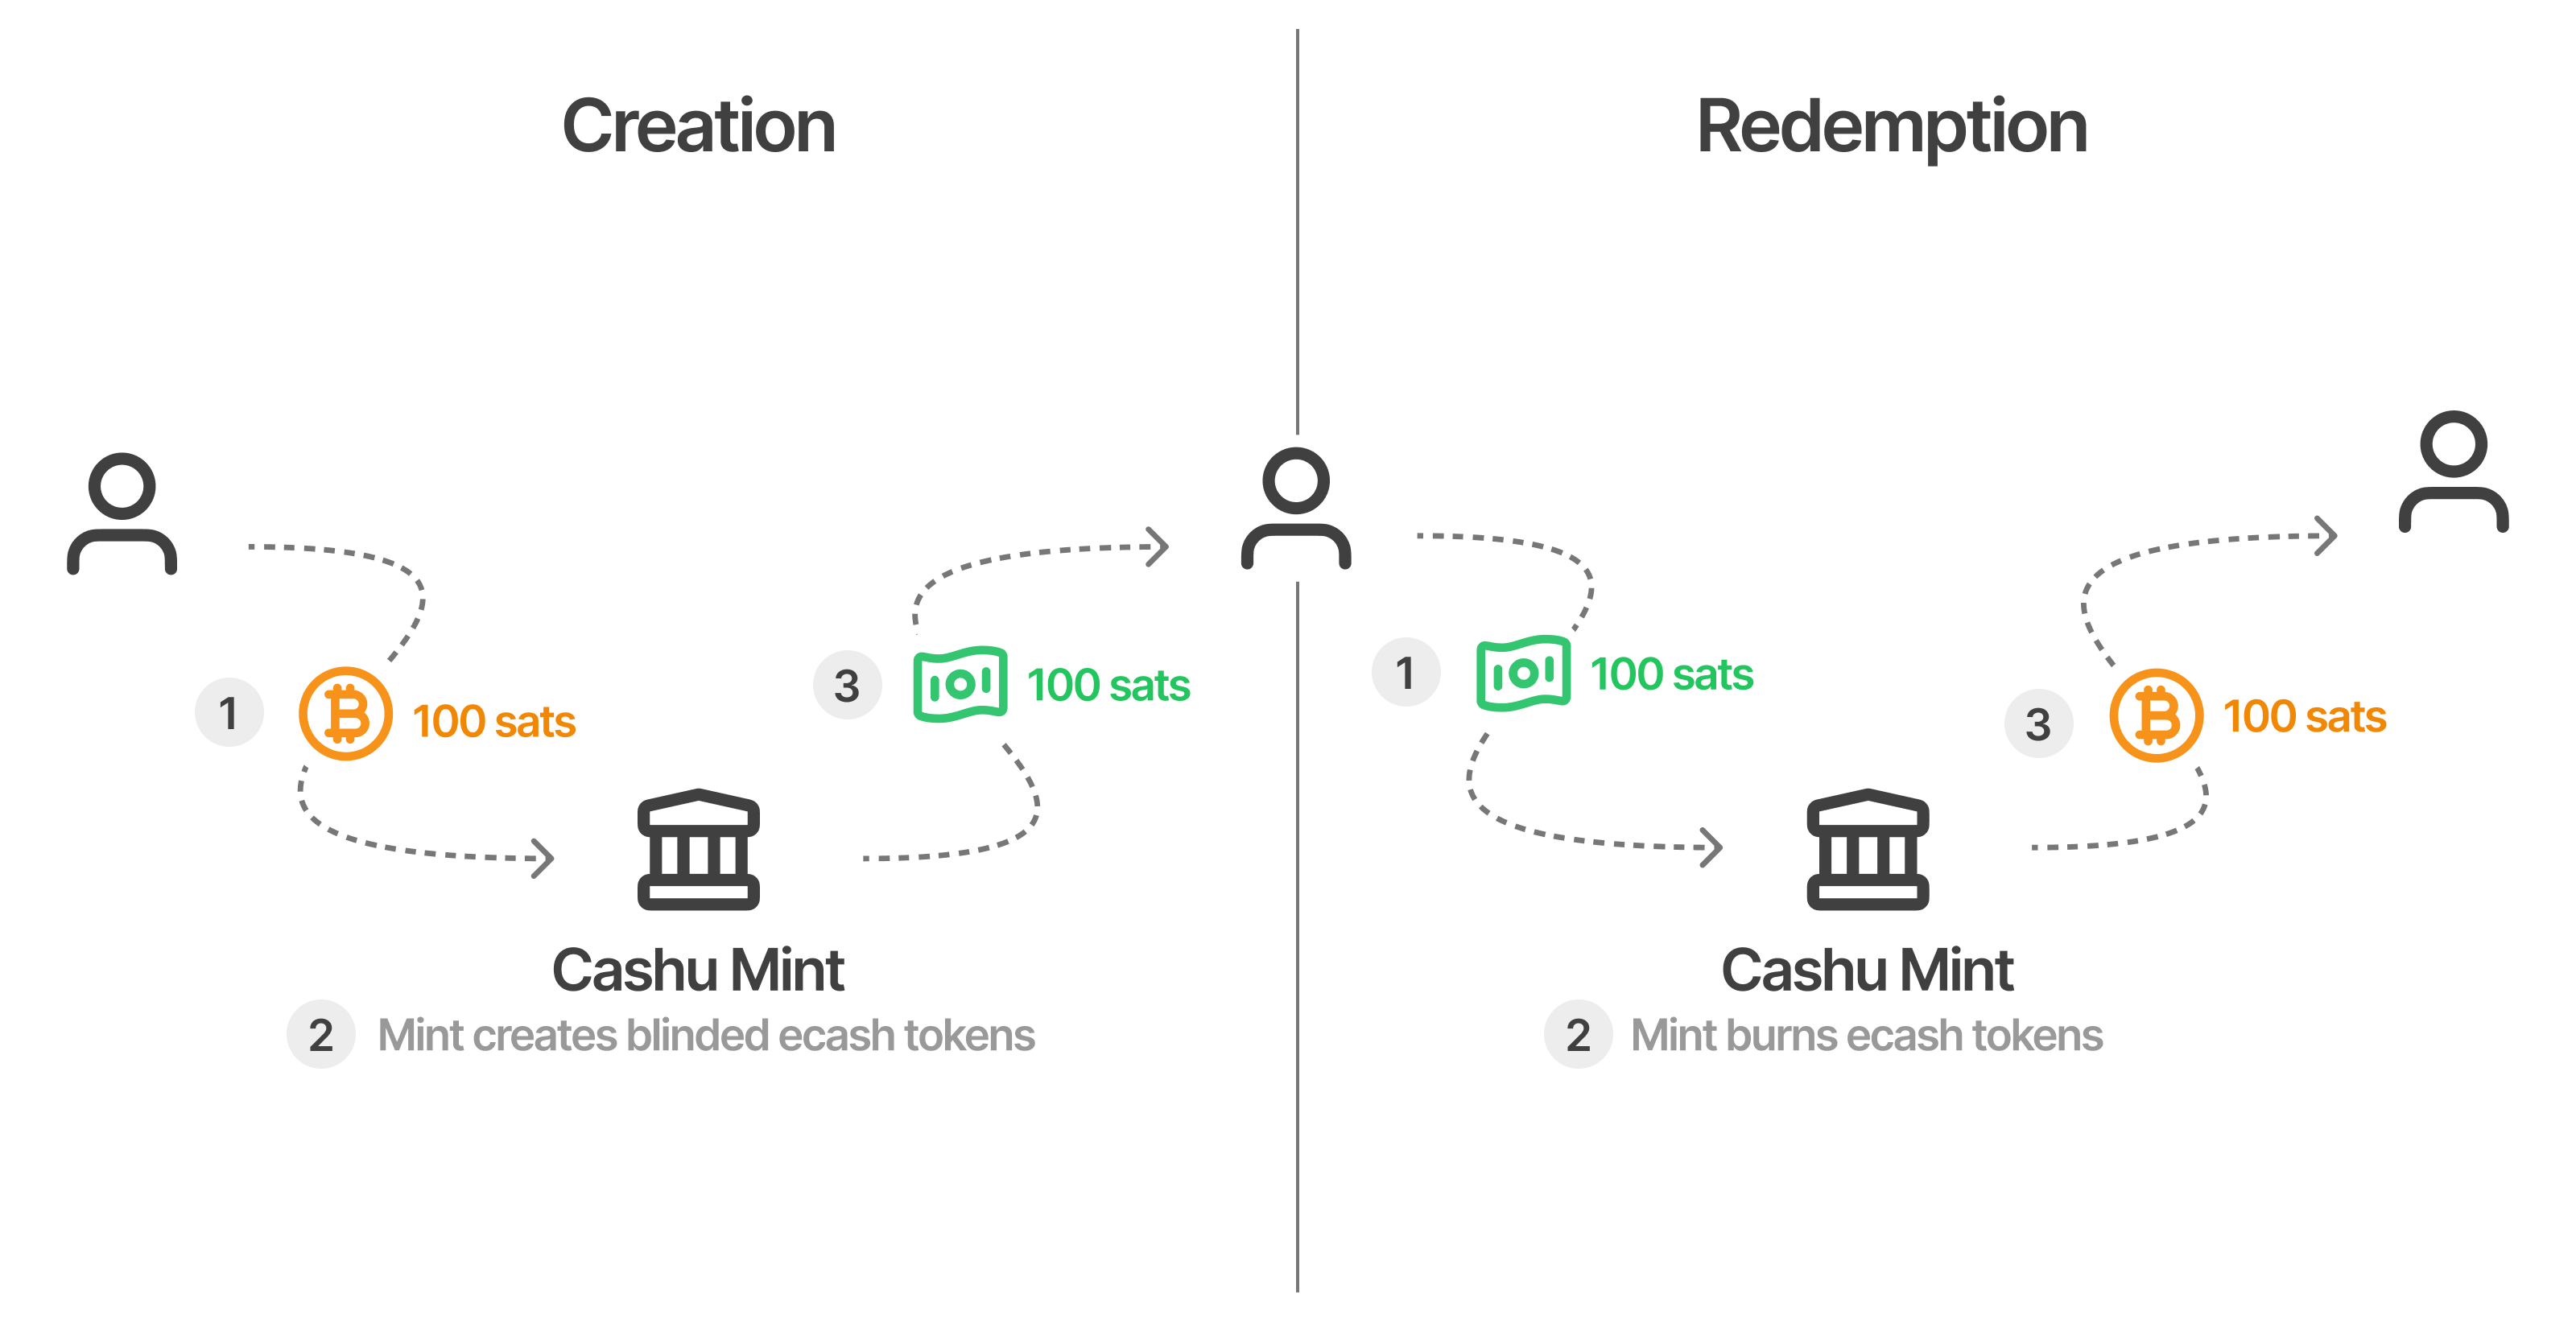 Creation
1
100 sats
3
100 sats
Cashu Mint
2 Mint creates blinded ecash tokens
Redemption
1
100 sats
3
100 sats
Cashu Mint
2 Mint burns ecash tokens